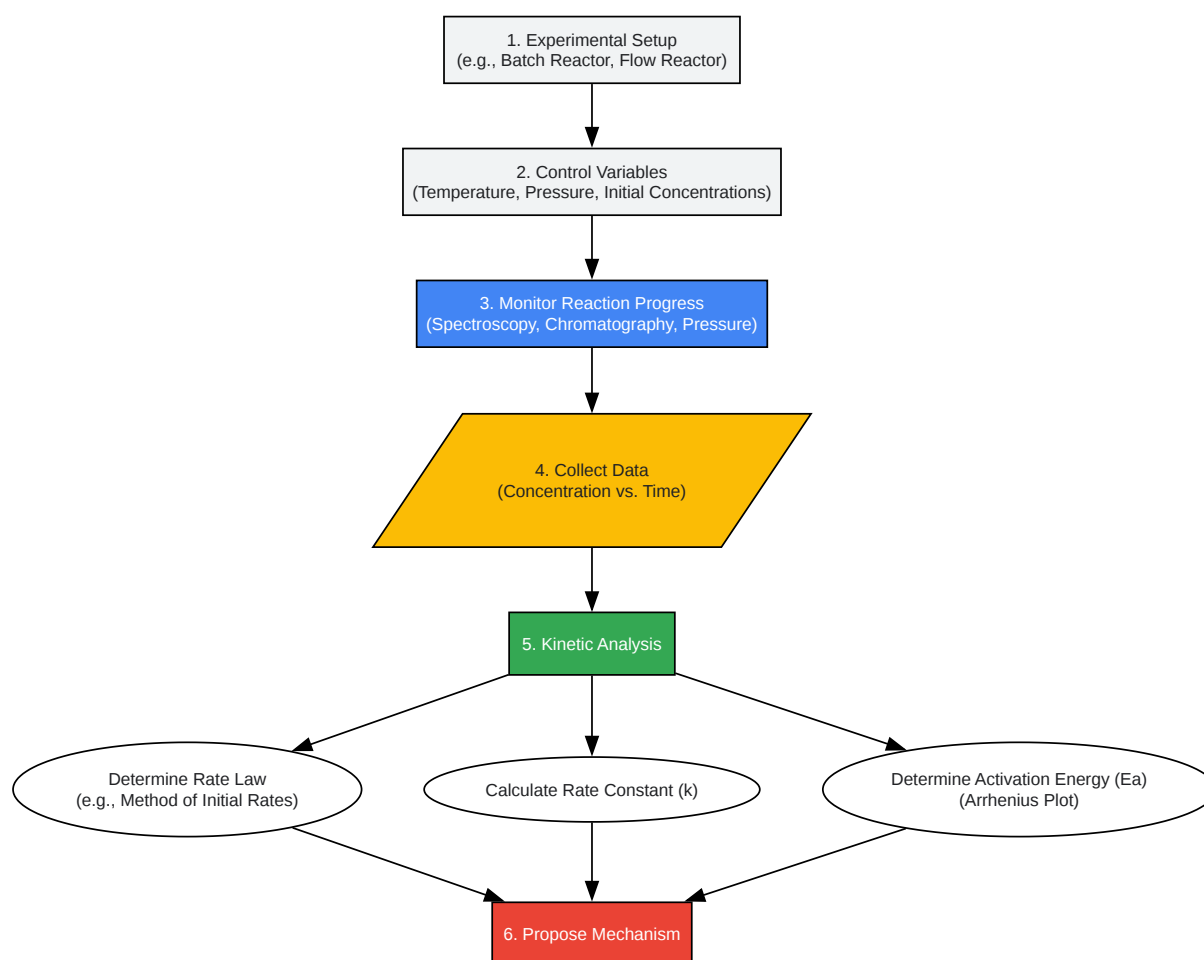 1. Experimental Setup
(e.g., Batch Reactor, Flow Reactor)
2. Control Variables
(Temperature, Pressure, Initial Concentrations)
3. Monitor Reaction Progress
(Spectroscopy, Chromatography, Pressure)
4. Collect Data
(Concentration vs. Time)
5. Kinetic Analysis
Determine Rate Law
(e.g., Method of Initial Rates)
Calculate Rate Constant (k)
Determine Activation Energy (Ea)
(Arrhenius Plot)
6. Propose Mechanism